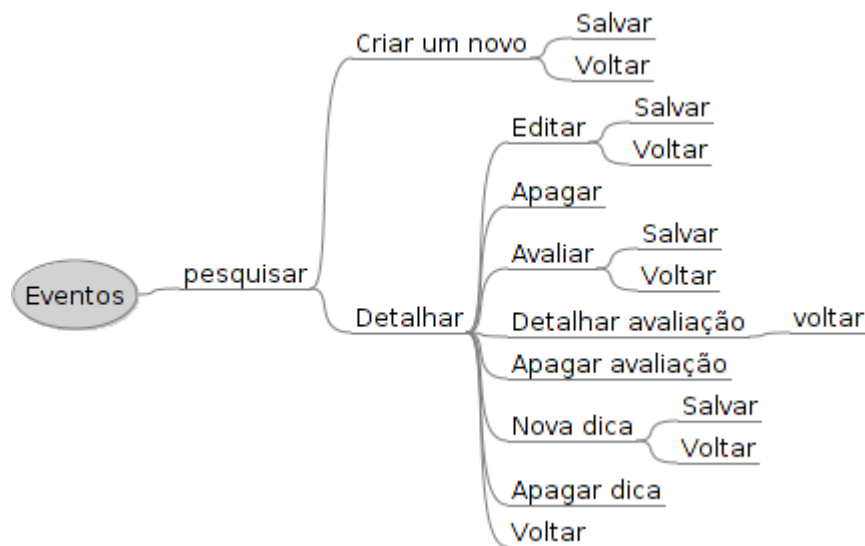 Eventos
pesquisar
Criar um novo
Salvar
Voltar
Detalhar
Editar
Salvar
Voltar
Apagar
Avaliar
Salvar
Voltar
Detalhar avaliação
voltar
Apagar avaliação
Nova dica
Salvar
Voltar
Apagar dica
Voltar